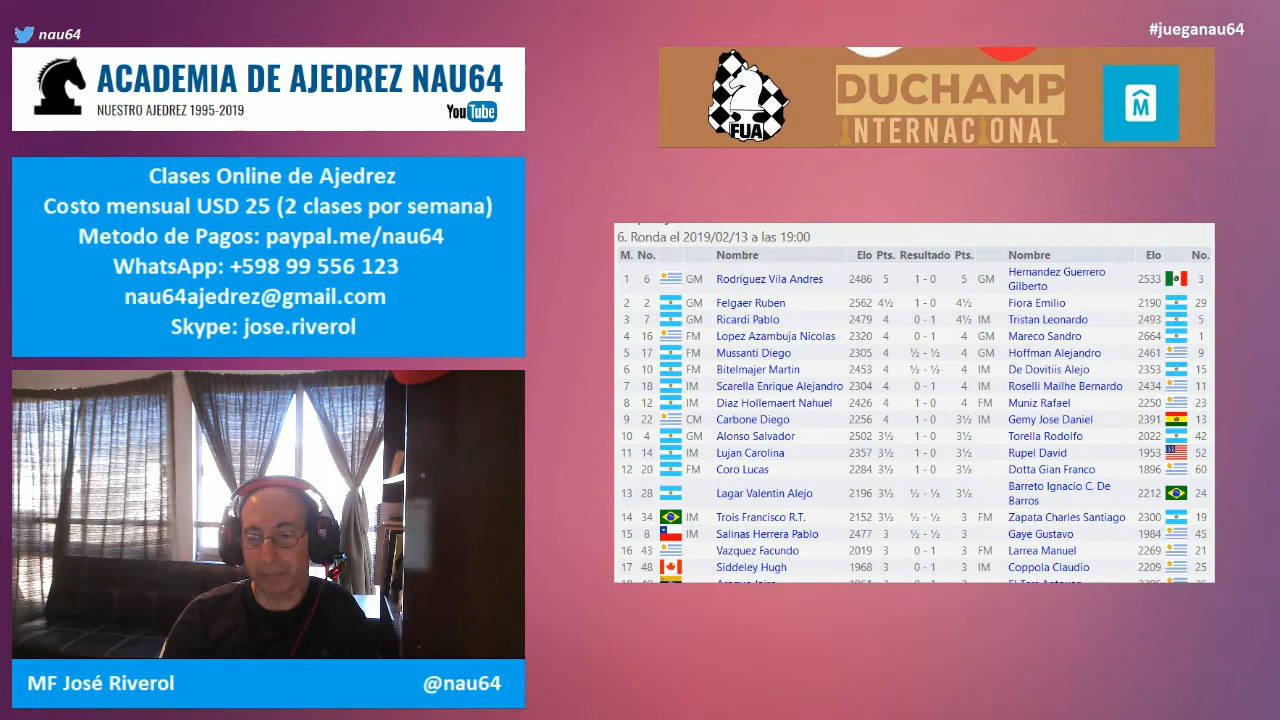 nau64
#jueganau64
ACADEMIA DE AJEDREZ NAU64
NUESTRO AJEDREZ 1995-2019
YouTube
FUA
DUCHAMP
INTERNACIONAL
M
Clases Online de Ajedrez
Costo mensual USD 25 (2 clases por semana)
Metodo de Pagos: paypal.me/nau64
WhatsApp: +598 99 556 123
nau64ajedrez@gmail.com
Skype: jose.riverol
6. Ronda el 2019/02/13 a las 19:00
M. No. Nombre Elo Pts. Resultado Pts. Nombre Elo No.
1 6 GM Rodriguez Vila Andres 2486 5 1 - 0 5 GM Hernandez Guerrero Gilberto 2533 3
2 2 GM Felgaer Ruben 2562 4½ 1 - 0 4½ Fiora Emilio 2190 29
3 7 GM Ricardi Pablo 2479 4 0 - 1 4½ IM Tristan Leonardo 2493 5
4 16 FM Lopez Azambuja Nicolas 2320 4 0 - 1 4 GM Mareco Sandro 2664 1
5 17 FM Mussanti Diego 2305 4 ½ - ½ 4 GM Hoffman Alejandro 2461 9
6 10 FM Bitelmajer Martin 2453 4 ½ - ½ 4 IM De Dovitiis Alejo 2353 15
7 18 IM Scarella Enrique Alejandro 2304 4 0 - 1 4 IM Roselli Mailhe Bernardo 2434 11
8 12 IM Diaz Hollemaert Nahuel 2426 4 1 - 0 4 FM Muniz Rafael 2250 23
9 22 CM Carbone Diego 2256 4 1 - 0 3½ IM Gemy Jose Daniel 2391 13
10 4 GM Alonso Salvador 2502 3½ 1 - 0 3½ Torella Rodolfo 2022 42
11 14 IM Lujan Carolina 2357 3½ 1 - 0 3½ Rupel David 1953 52
12 20 FM Coro Lucas 2284 3½ 1 - 0 3½ Dotta Gian Franco 1896 60
13 28 Lagar Valentin Alejo 2196 3½ ½ - ½ 3½ Barreto Ignacio C. De Barros 2212 24
14 34 IM Trois Francisco R.T. 2152 3½ ½ - ½ 3 FM Zapata Charles Santiago 2300 19
15 8 IM Salinas Herrera Pablo 2477 3 ½ - ½ 3 Gaye Gustavo 1984 45
16 43 Vazquez Facundo 2019 3 0 - 1 3 FM Larrea Manuel 2269 21
17 48 Siddeley Hugh 1968 3 0 - 1 3 Coppola Claudio 2209 25
MF José Riverol
@nau64